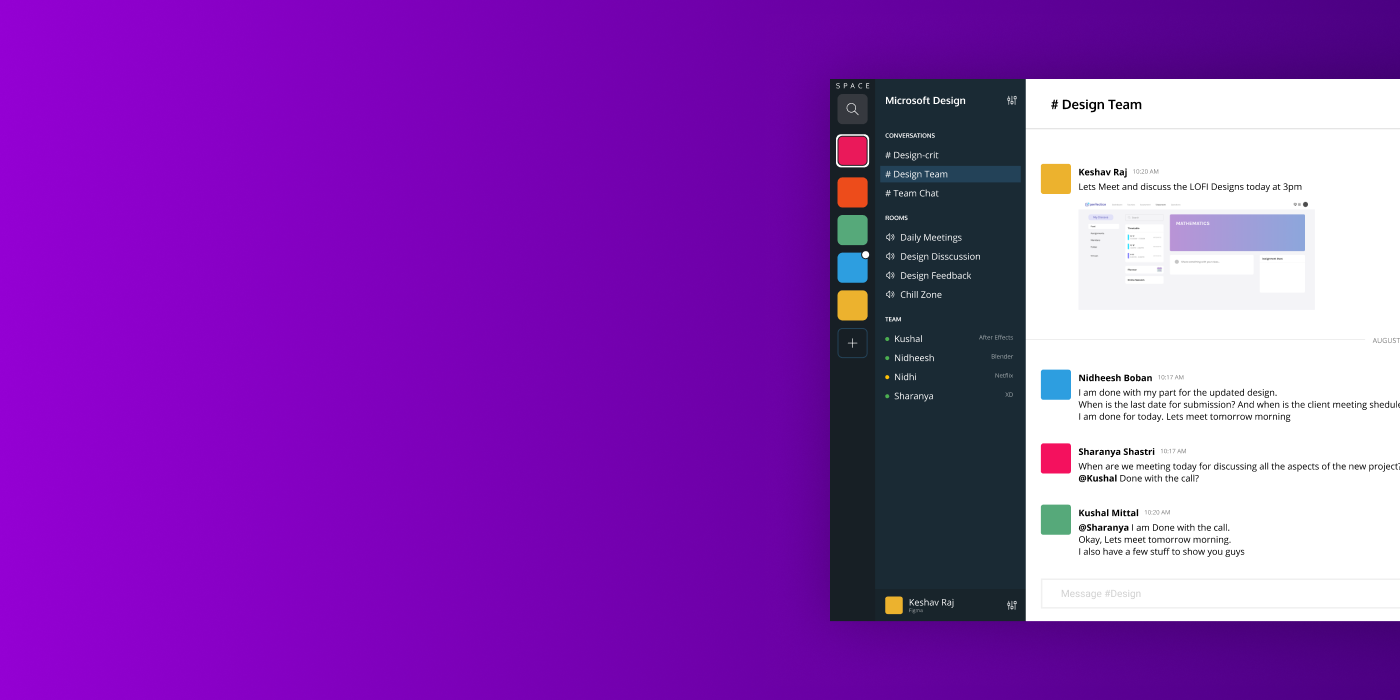 SPACE
Microsoft Design
CONVERSATIONS
# Design-crit
# Design Team
# Team Chat
ROOMS
Daily Meetings
Design Disscussion
Design Feedback
Chill Zone
TEAM
Kushal After Effects
Nidheesh Blender
Nidhi Netflix
Sharanya XD
Keshav Raj
Figma
# Design Team
Keshav Raj 10:20 AM
Lets Meet and discuss the LOFI Designs today at 3pm
MATHEMATICS
AUGUST
Nidheesh Boban 10:17 AM
I am done with my part for the updated design.
When is the last date for submission? And when is the client meeting shedule
I am done for today. Lets meet tomorrow morning
Sharanya Shastri 10:17 AM
When are we meeting today for discussing all the aspects of the new project?
@Kushal Done with the call?
Kushal Mittal 10:20 AM
@Sharanya I am Done with the call.
Okay, Lets meet tomorrow morning.
I also have a few stuff to show you guys
Message #Design